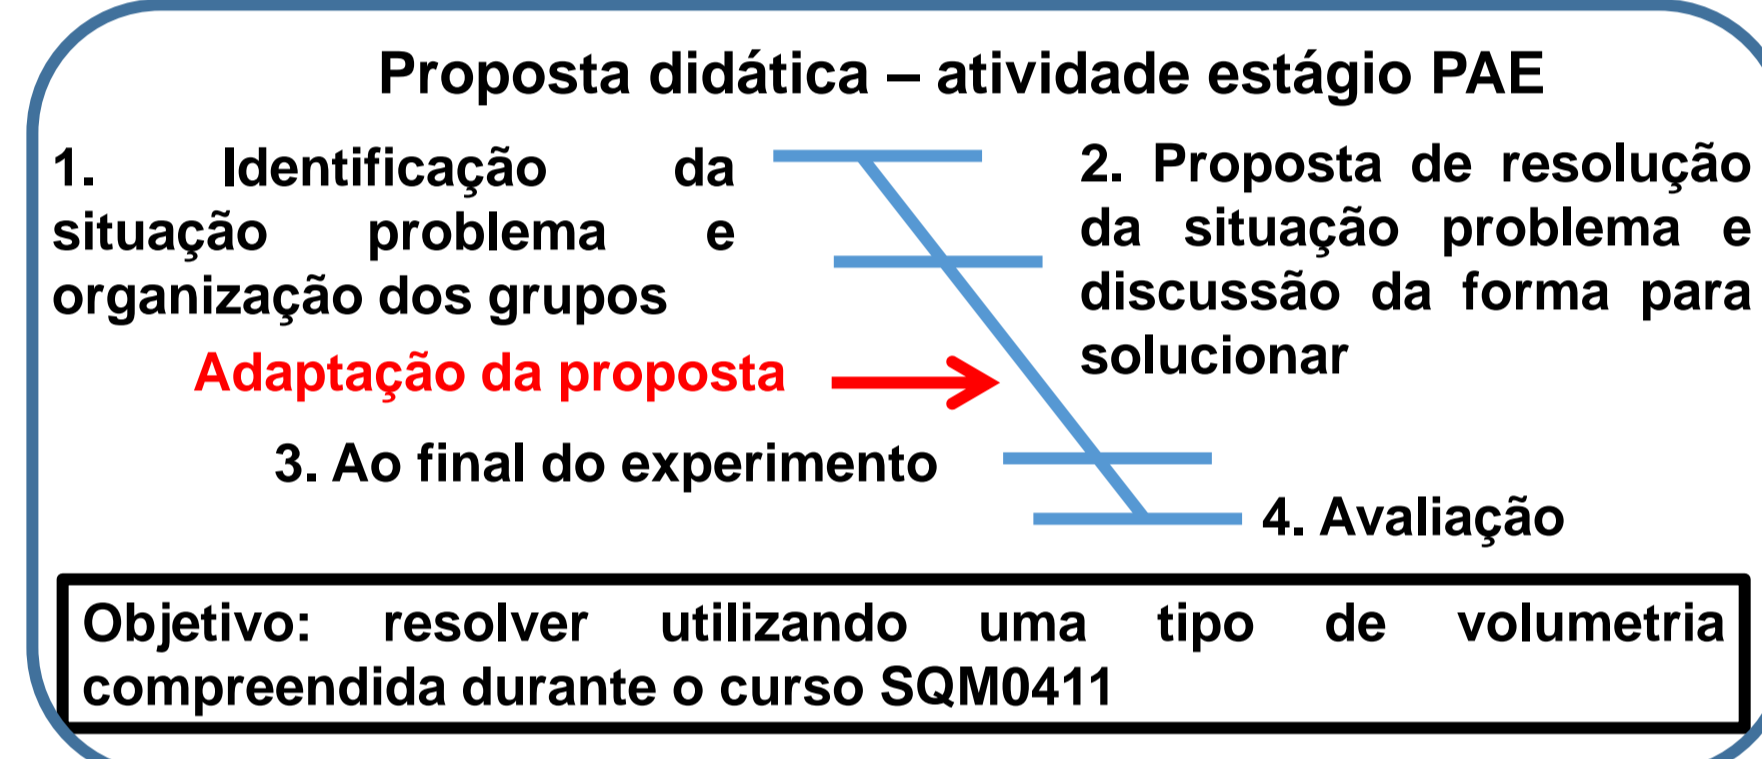 Proposta didática – atividade estágio PAE
1. Identificação da
situação problema e
organização dos grupos
2. Proposta de resolução
da situação problema e
discussão da forma para
solucionar
Adaptação da proposta
3. Ao final do experimento
4. Avaliação
Objetivo: resolver utilizando uma tipo de volumetria
compreendida durante o curso SQM0411